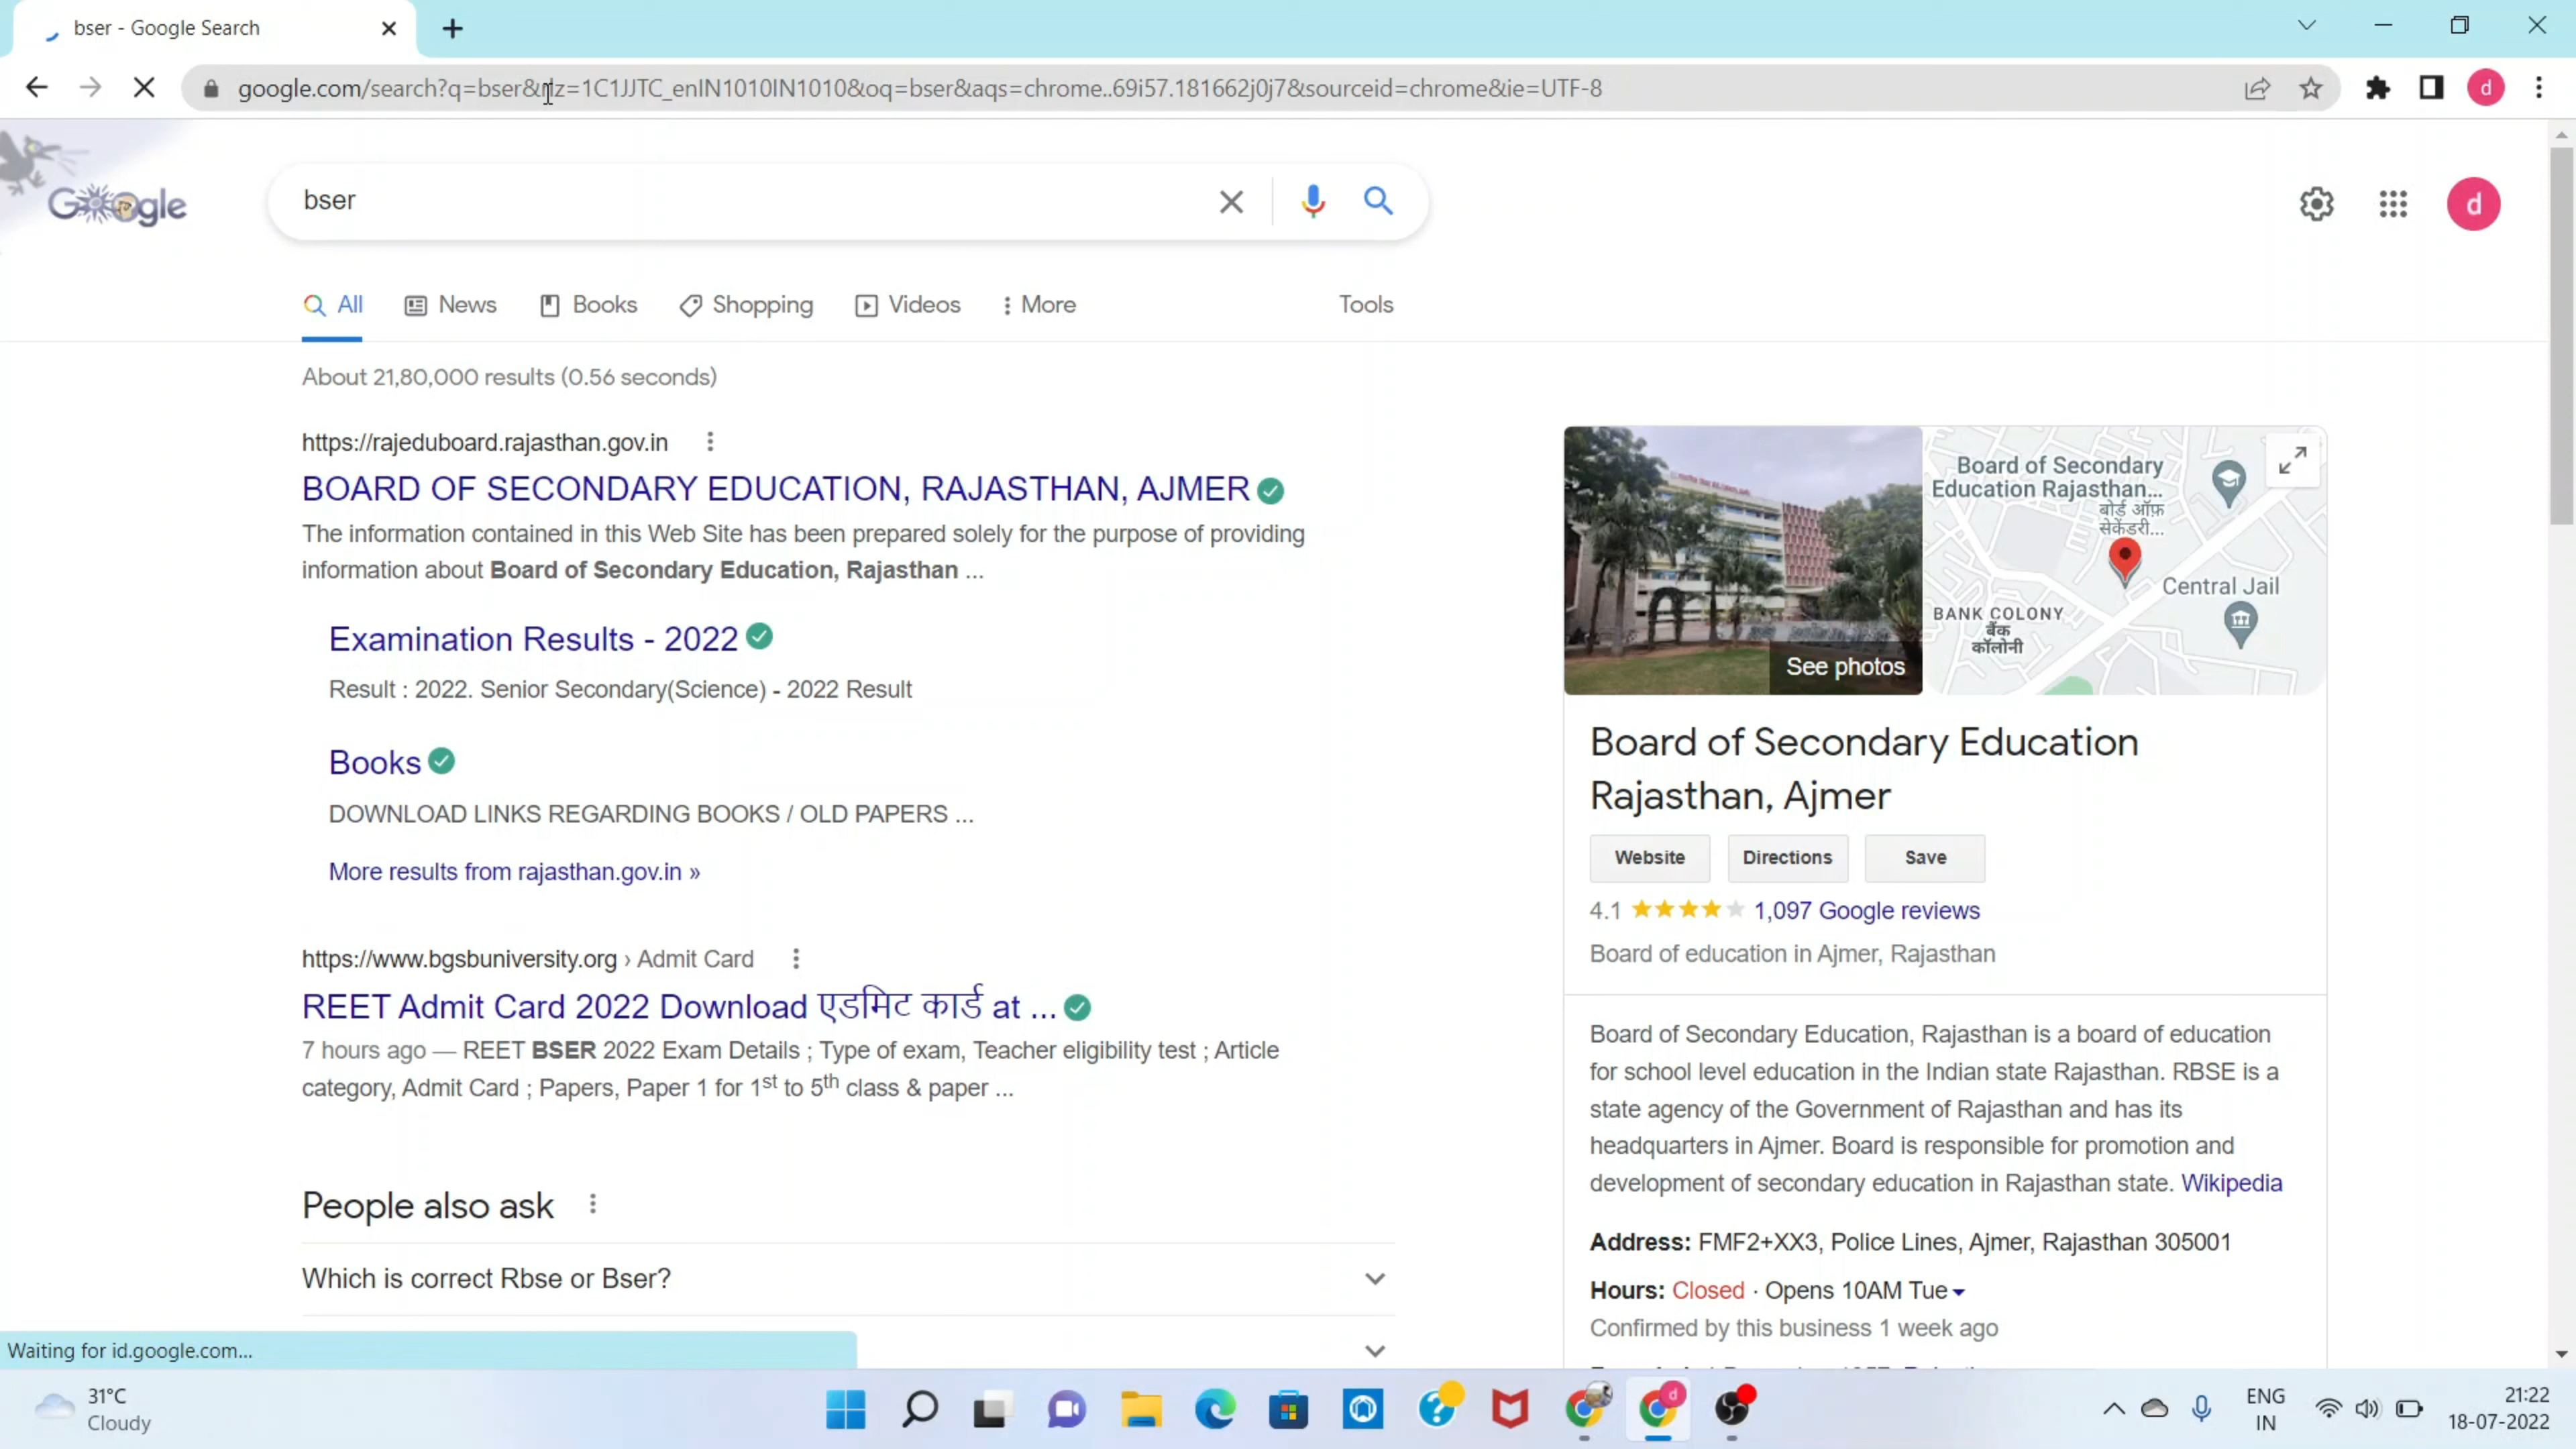 bser - Google Search
google.com/search?q=bser&rlz=1C1JJTC_enIN1010IN1010&oq=bser&aqs=chrome..69i57.181662j0j7&sourceid=chrome&ie=UTF-8
d
Google
bser
d
All
News
Books
Shopping
Videos
More
Tools
About 21,80,000 results (0.56 seconds)
https://rajeduboard.rajasthan.gov.in
BOARD OF SECONDARY EDUCATION, RAJASTHAN, AJMER
The information contained in this Web Site has been prepared solely for the purpose of providing
information about Board of Secondary Education, Rajasthan ...
Examination Results - 2022
Result : 2022. Senior Secondary(Science) - 2022 Result
Books
DOWNLOAD LINKS REGARDING BOOKS / OLD PAPERS ...
More results from rajasthan.gov.in »
https://www.bgsbuniversity.org › Admit Card
REET Admit Card 2022 Download एडमिट कार्ड at ...
7 hours ago — REET BSER 2022 Exam Details ; Type of exam, Teacher eligibility test ; Article
category, Admit Card ; Papers, Paper 1 for 1st to 5th class & paper ...
People also ask
Which is correct Rbse or Bser?
Board of Secondary
Education Rajasthan...
बोर्ड ऑफ़
सेकेंडरी...
Central Jail
BANK COLONY
बैंक
कॉलोनी
See photos
Board of Secondary Education
Rajasthan, Ajmer
Website
Directions
Save
4.1
1,097 Google reviews
Board of education in Ajmer, Rajasthan
Board of Secondary Education, Rajasthan is a board of education
for school level education in the Indian state Rajasthan. RBSE is a
state agency of the Government of Rajasthan and has its
headquarters in Ajmer. Board is responsible for promotion and
development of secondary education in Rajasthan state. Wikipedia
Address: FMF2+XX3, Police Lines, Ajmer, Rajasthan 305001
Hours: Closed · Opens 10AM Tue
Confirmed by this business 1 week ago
Waiting for id.google.com...
31°C
Cloudy
d
ENG
IN
21:22
18-07-2022